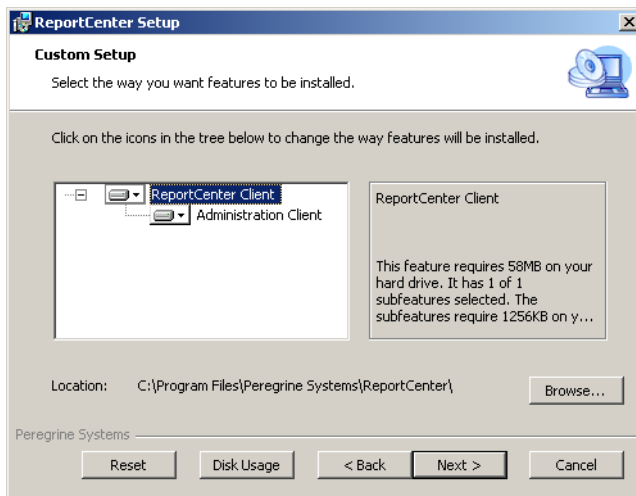 ReportCenter Setup
Custom Setup
Select the way you want features to be installed.
Click on the icons in the tree below to change the way features will be installed.
ReportCenter Client
Administration Client
ReportCenter Client
This feature requires 58MB on your
hard drive. It has 1 of 1
subfeatures selected. The
subfeatures require 1256KB on y...
Location: C:\Program Files\Peregrine Systems\ReportCenter\
Browse...
Peregrine Systems
Reset Disk Usage < Back Next > Cancel